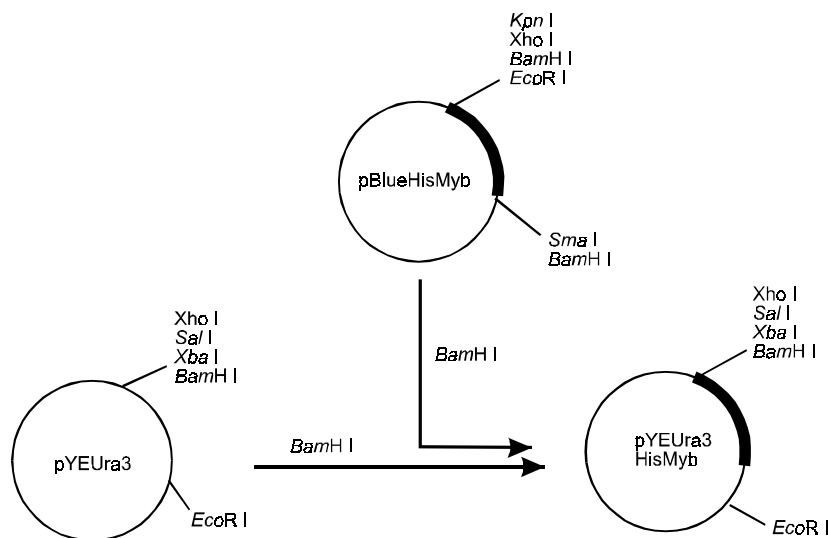 Kpn I
Xho I
BamH I
EcoR I
pBlueHisMyb
Sma I
BamH I
BamH I
Xho I
Sal I
Xba I
BamH I
pYEUra3
EcoR I
BamH I
Xho I
Sal I
Xba I
BamH I
pYEUra3
HisMyb
EcoR I